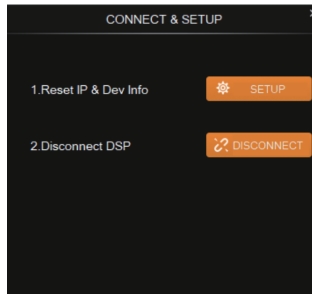 CONNECT & SETUP
1.Reset IP & Dev Info
SETUP
2.Disconnect DSP
DISCONNECT